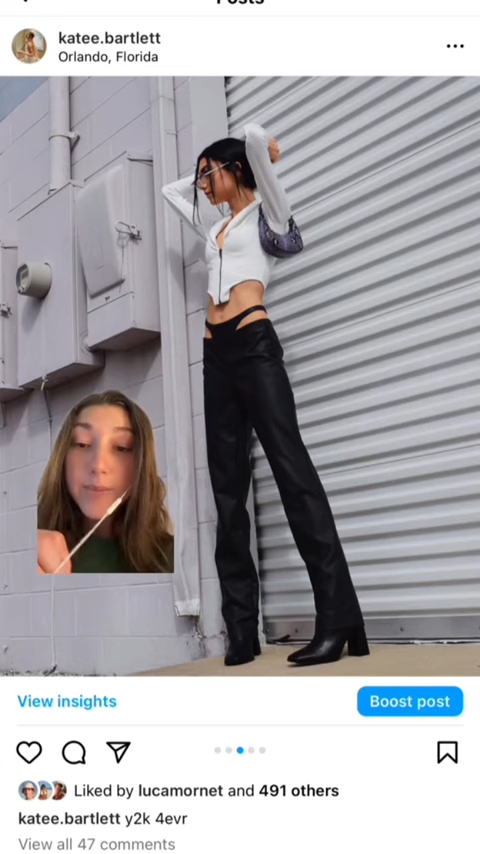 Posts
katee.bartlett
Orlando, Florida
View insights
Boost post
Liked by lucamornet and 491 others
katee.bartlett y2k 4evr
View all 47 comments